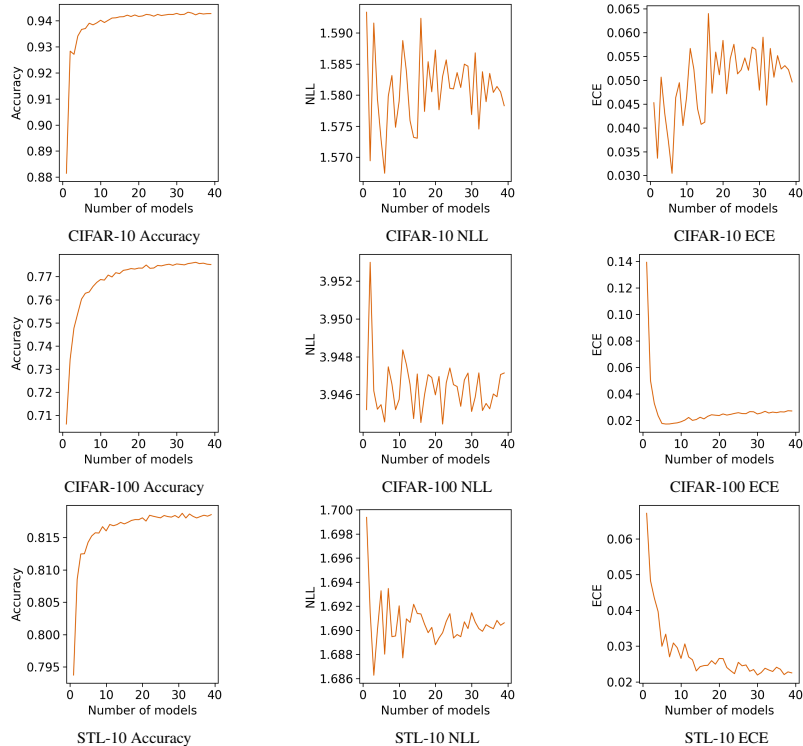 0.94
0.93
0.92
0.91
0.90
0.89
0.88
Accuracy
0 10 20 30 40
Number of models
CIFAR-10 Accuracy
1.590
1.585
1.580
1.575
1.570
NLL
0 10 20 30 40
Number of models
CIFAR-10 NLL
0.065
0.060
0.055
0.050
0.045
0.040
0.035
0.030
ECE
0 10 20 30 40
Number of models
CIFAR-10 ECE
0.77
0.76
0.75
0.74
0.73
0.72
0.71
Accuracy
0 10 20 30 40
Number of models
CIFAR-100 Accuracy
3.952
3.950
3.948
3.946
NLL
0 10 20 30 40
Number of models
CIFAR-100 NLL
0.14
0.12
0.10
0.08
0.06
0.04
0.02
ECE
0 10 20 30 40
Number of models
CIFAR-100 ECE
0.815
0.810
0.805
0.800
0.795
Accuracy
0 10 20 30 40
Number of models
STL-10 Accuracy
1.700
1.698
1.696
1.694
1.692
1.690
1.688
1.686
NLL
0 10 20 30 40
Number of models
STL-10 NLL
0.06
0.05
0.04
0.03
0.02
ECE
0 10 20 30 40
Number of models
STL-10 ECE